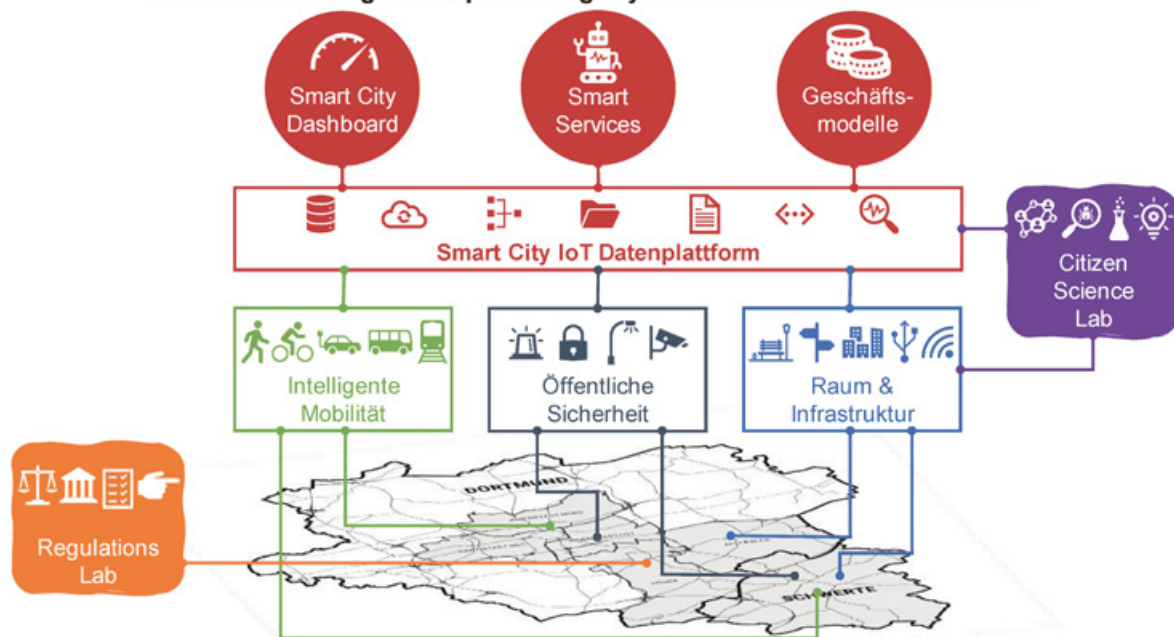 Smart City
Dashboard
Smart
Services
Geschäfts-
modelle
Smart City IoT Datenplattform
Citizen
Science
Lab
Intelligente
Mobilität
Öffentliche
Sicherheit
Raum &
Infrastruktur
DORTMUND
Regulations
Lab
SCHWERTE